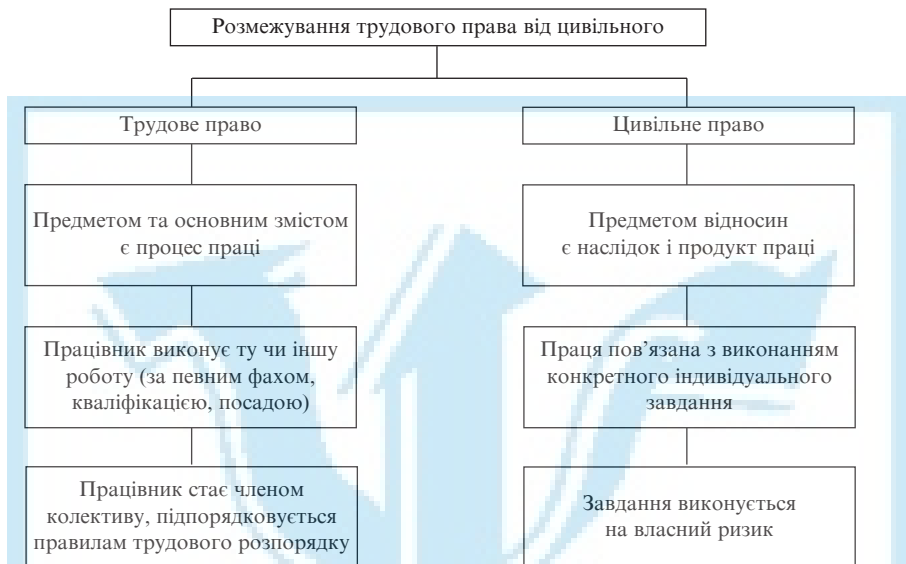 Розмежування трудового права від цивільного
Трудове право
Предметом та основним змістом
є процес праці
Працівник виконує ту чи іншу
роботу (за певним фахом,
кваліфікацією, посадою)
Працівник стає членом
колективу, підпорядковується
правилам трудового розпорядку
Цивільне право
Предметом відносин
є наслідок і продукт праці
Праця пов’язана з виконанням
конкретного індивідуального
завдання
Завдання виконується
на власний ризик